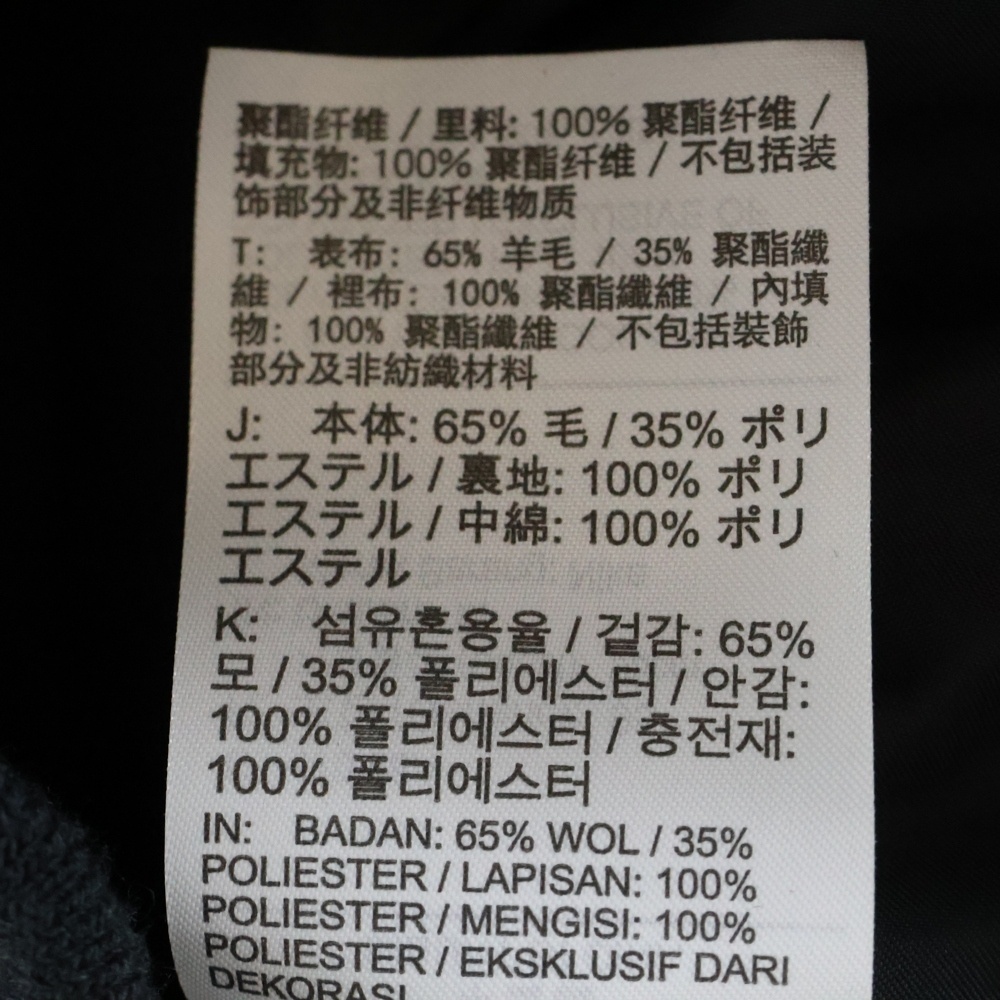 聚酯纤维 / 里料: 100% 聚酯纤维 /
填充物: 100% 聚酯纤维 / 不包括装
饰部分及非纤维物质
T: 表布: 65% 羊毛 / 35% 聚酯纖
維 / 裡布: 100% 聚酯纖維 / 內填
物: 100% 聚酯纖維 / 不包括裝飾
部分及非紡織材料
J: 本体: 65% 毛 / 35% ポリ
エステル / 裏地: 100% ポリ
エステル / 中綿: 100% ポリ
エステル
K: 섬유혼용율 / 겉감: 65%
모 / 35% 폴리에스터 / 안감:
100% 폴리에스터 / 충전재:
100% 폴리에스터
IN: BADAN: 65% WOL / 35%
POLIESTER / LAPISAN: 100%
POLIESTER / MENGISI: 100%
POLIESTER / EKSKLUSIF DARI
DEKORASI